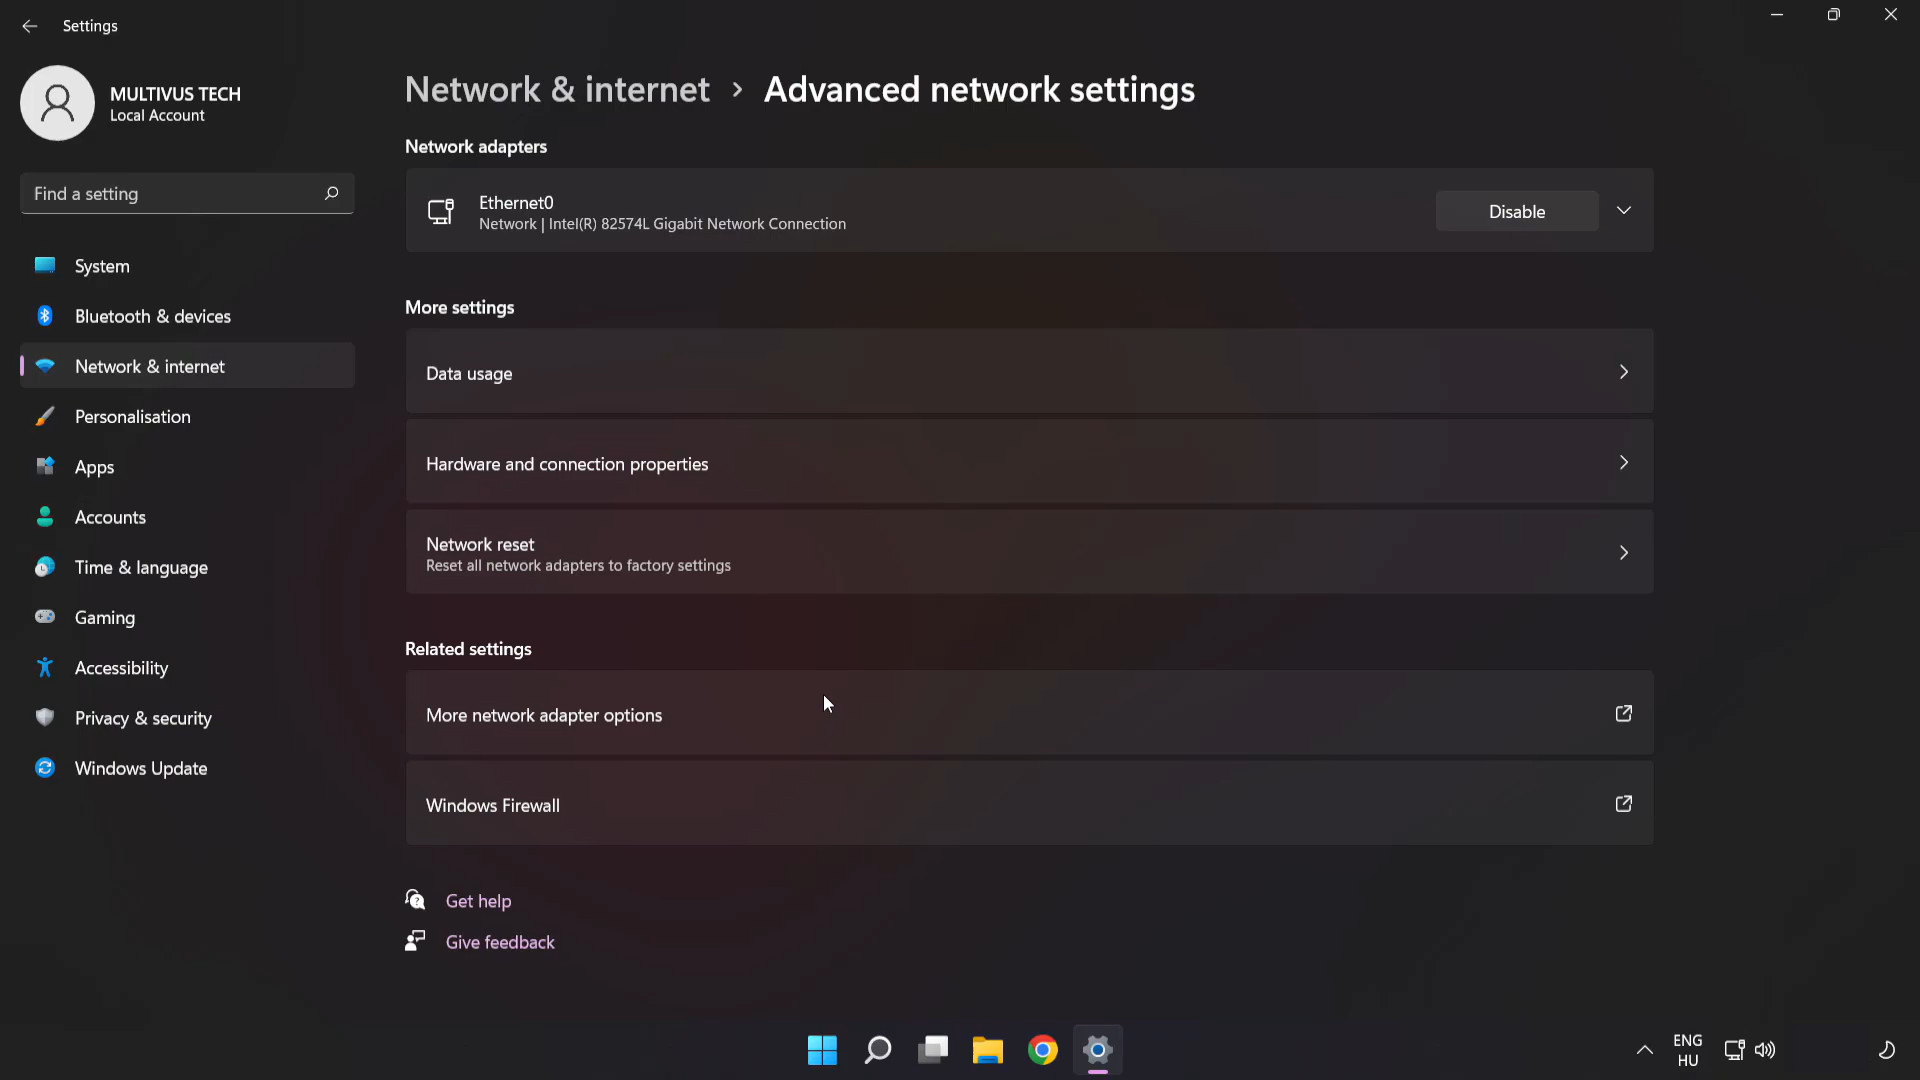 Settings
MULTIVUS TECH
Local Account
Find a setting
System
Bluetooth & devices
Network & internet
Personalisation
Apps
Accounts
Time & language
Gaming
Accessibility
Privacy & security
Windows Update
Network & internet > Advanced network settings
Network adapters
Ethernet0
Network | Intel(R) 82574L Gigabit Network Connection
Disable
More settings
Data usage
Hardware and connection properties
Network reset
Reset all network adapters to factory settings
Related settings
More network adapter options
Windows Firewall
Get help
Give feedback
ENG
HU